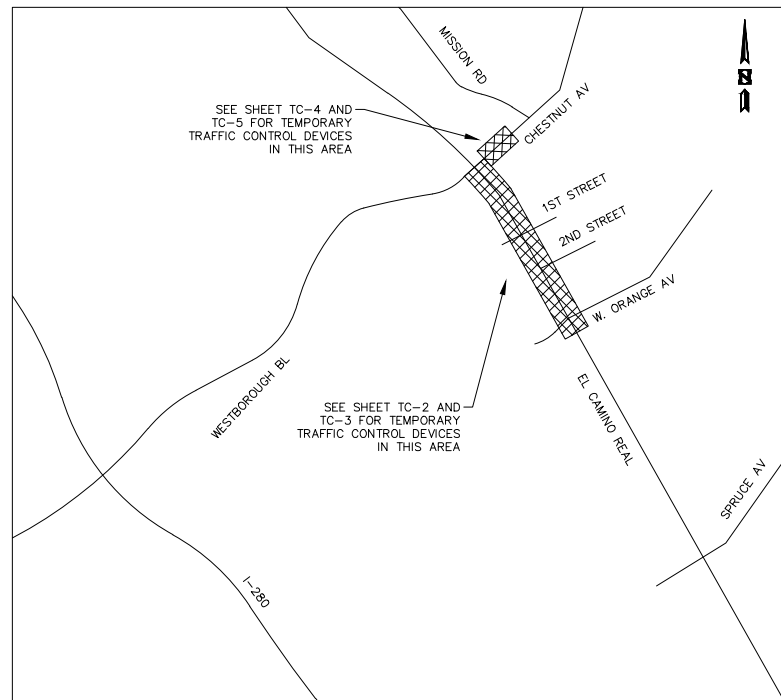 MISSION RD
SEE SHEET TC-4 AND
TC-5 FOR TEMPORARY
TRAFFIC CONTROL DEVICES
IN THIS AREA
CHESTNUT AV
1ST STREET
2ND STREET
W. ORANGE AV
WESTBOROUGH BL
SEE SHEET TC-2 AND
TC-3 FOR TEMPORARY
TRAFFIC CONTROL DEVICES
IN THIS AREA
EL CAMINO REAL
SPRUCE AV
I-280
N